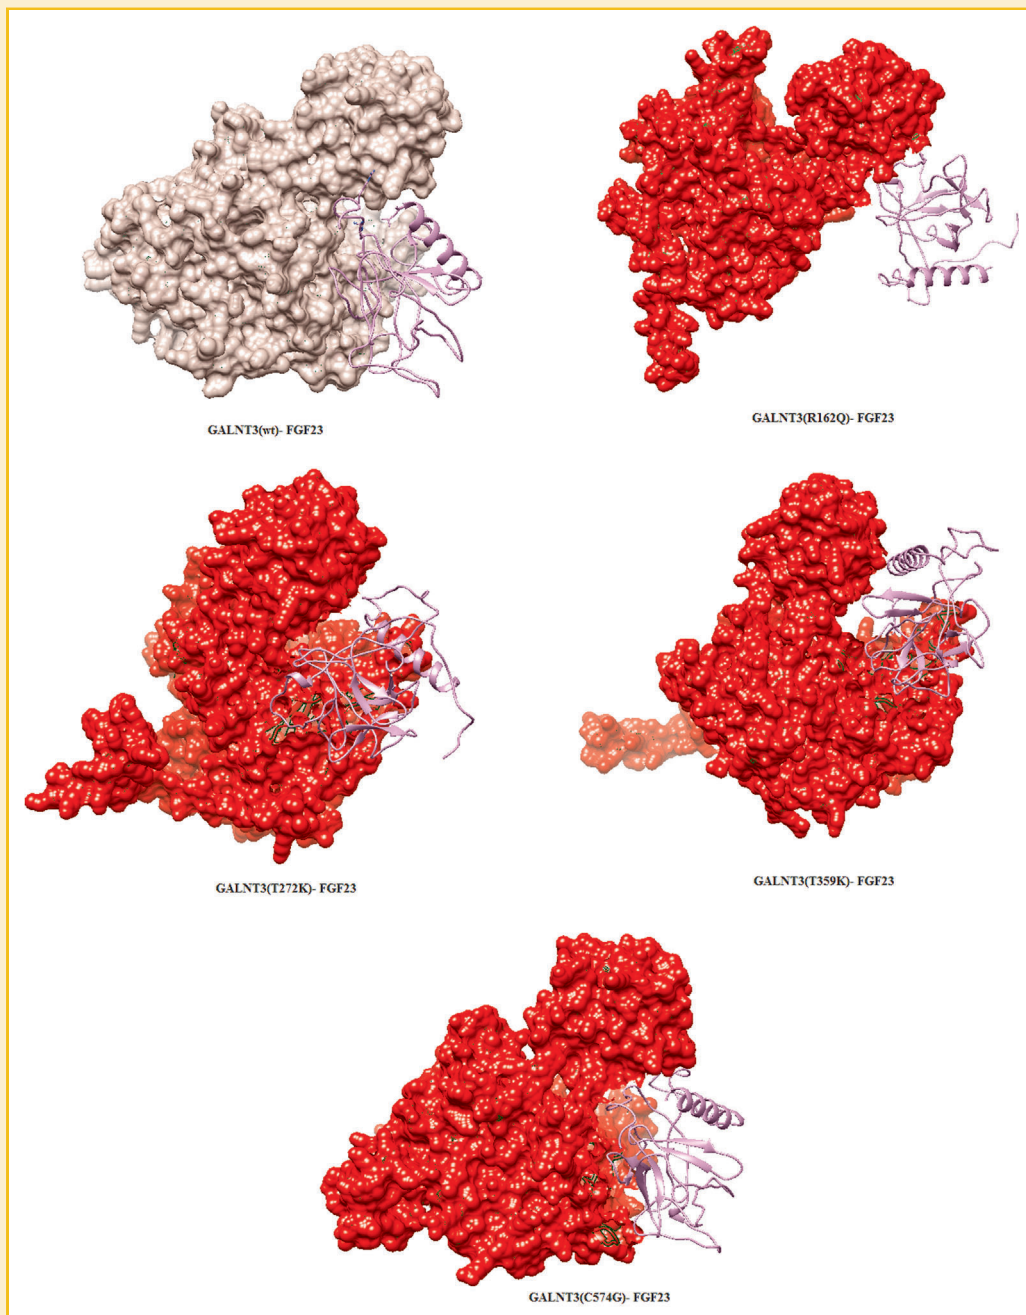 GALNT3(wt)- FGF23
GALNT3(R162Q)- FGF23
GALNT3(T272K)- FGF23
GALNT3(T359K)- FGF23
GALNT3(C574G)- FGF23